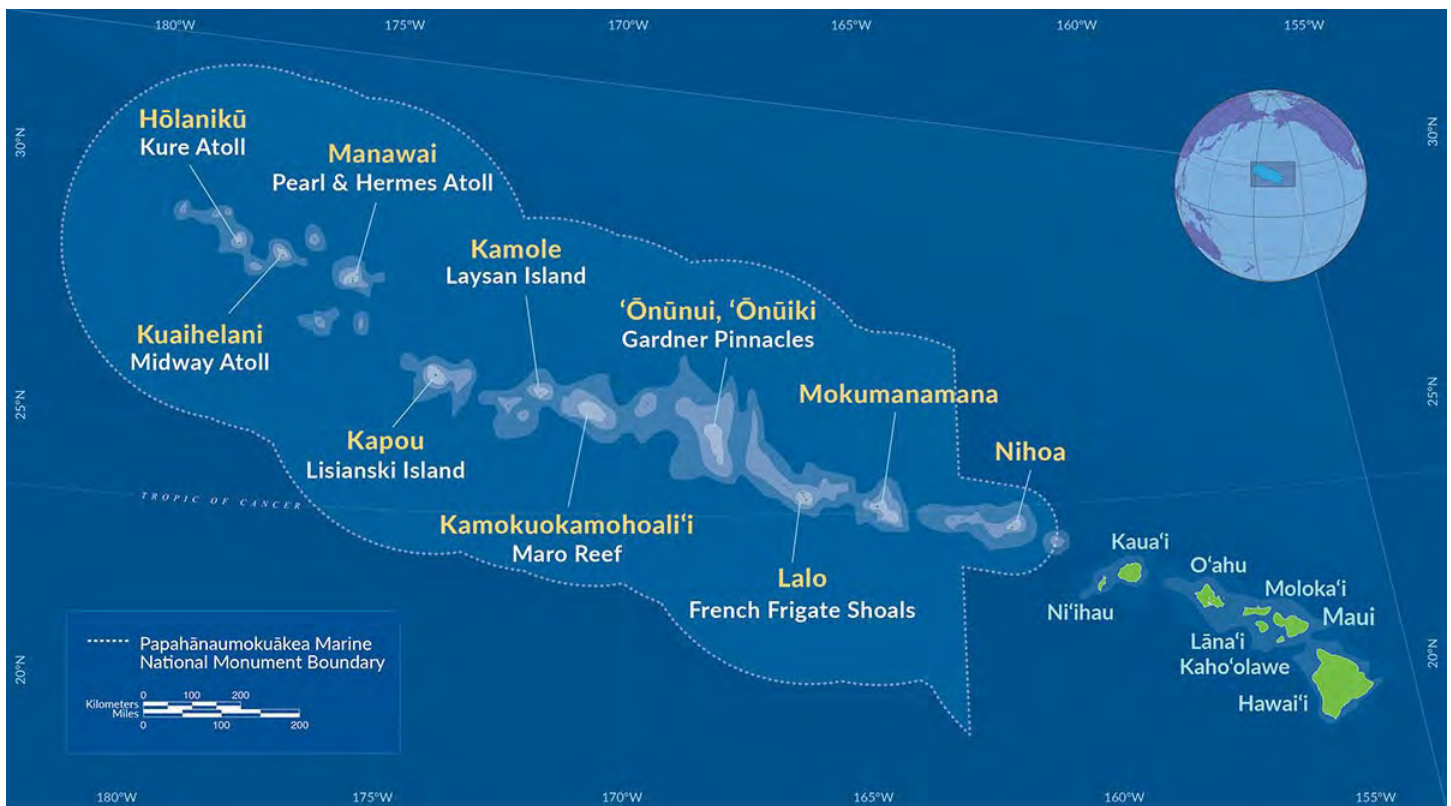 180°W
175°W
170°W
165°W
160°W
155°W
30°N
30°N
Hōlanikū
Kure Atoll
Manawai
Pearl & Hermes Atoll
Kamole
Laysan Island
ʻŌnūnui, ʻŌnūiki
Gardner Pinnacles
Kuaihelani
Midway Atoll
25°N
25°N
Mokumanamana
Kapou
Lisianski Island
Nihoa
TROPIC OF CANCER
Kamokuokamohoaliʻi
Maro Reef
Lalo
French Frigate Shoals
Kauaʻi
Niʻihau
Oʻahu
Molokaʻi
Maui
Lānaʻi
Kahoʻolawe
Hawaiʻi
20°N
20°N
Papahānaumokuākea Marine
National Monument Boundary
0 100 200
Kilometers
Miles
0 100 200
180°W
175°W
170°W
165°W
160°W
155°W